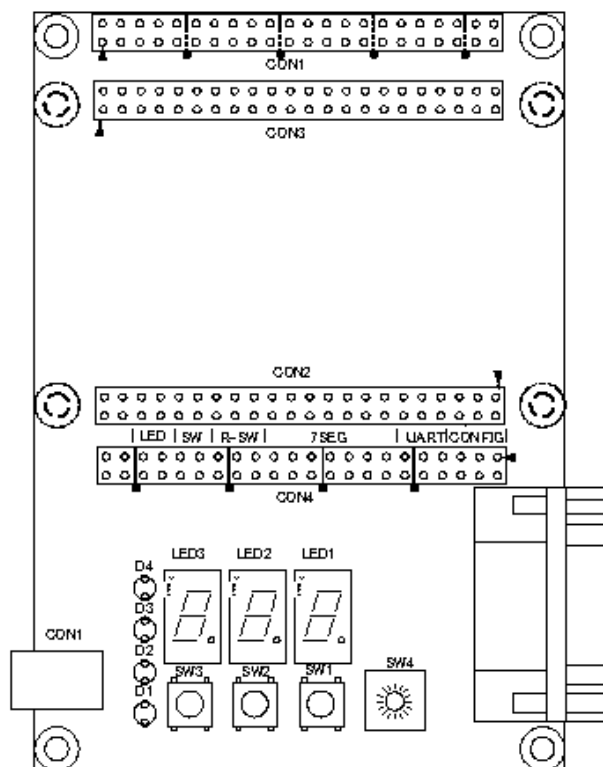 CON1
CON3
CON2
LED SW R-SW 7SEG UART CONFIG
CON4
LED3 LED2 LED1
D4
D3
CON1
D2
SW3 SW2 SW1 SW4
D1